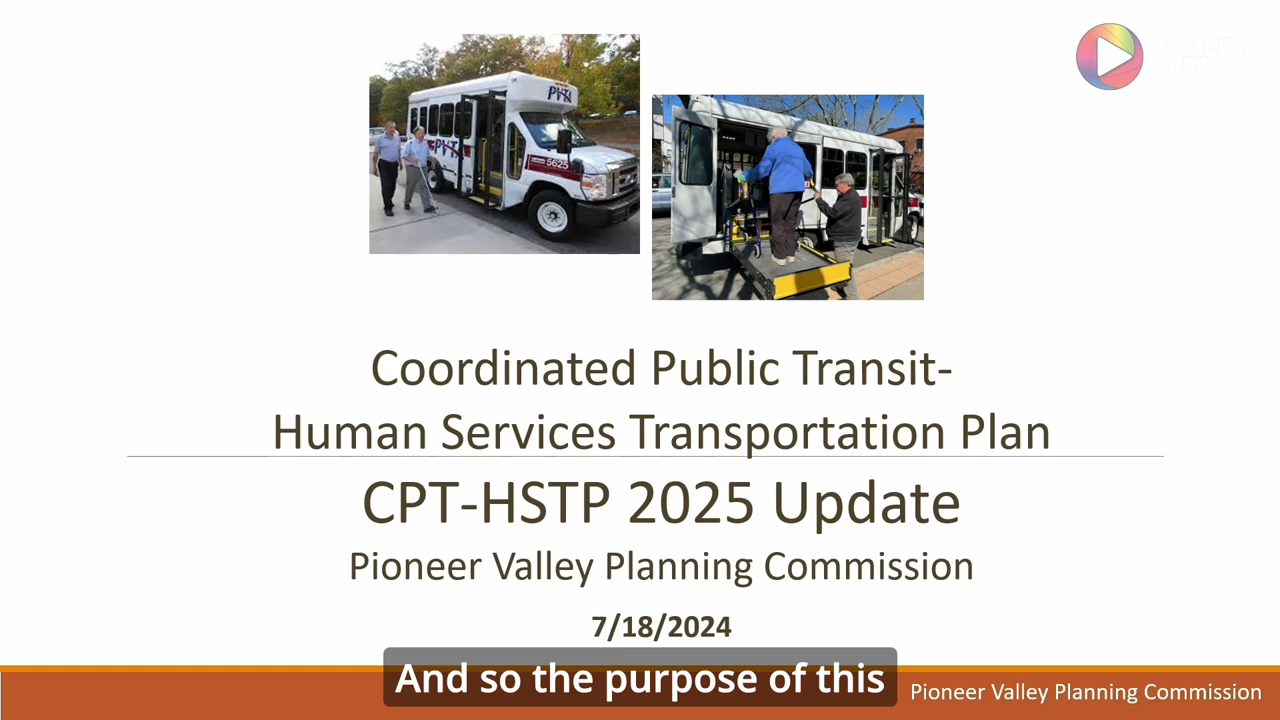 PVTA
PVTA
5625
Coordinated Public Transit-
Human Services Transportation Plan
CPT-HSTP 2025 Update
Pioneer Valley Planning Commission
7/18/2024
And so the purpose of this
Pioneer Valley Planning Commission